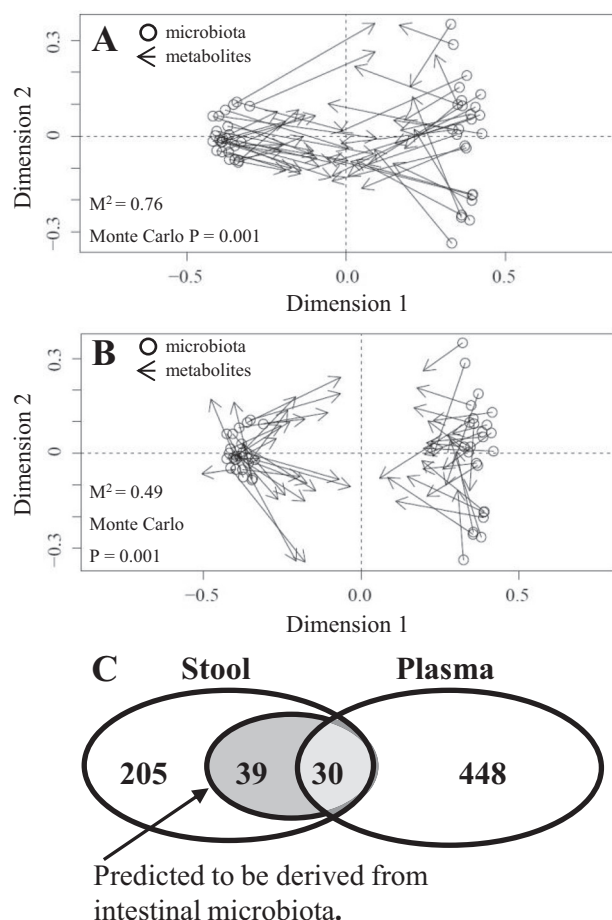 A
microbiota
metabolites
Dimension 2
0.3
0
−0.3
M² = 0.76
Monte Carlo P = 0.001
−0.5
0.0
0.5
Dimension 1
B
microbiota
metabolites
Dimension 2
0.3
0
−0.3
M² = 0.49
Monte Carlo
P = 0.001
−0.5
0.0
0.5
Dimension 1
C
Stool
Plasma
205
39
30
448
Predicted to be derived from
intestinal microbiota.